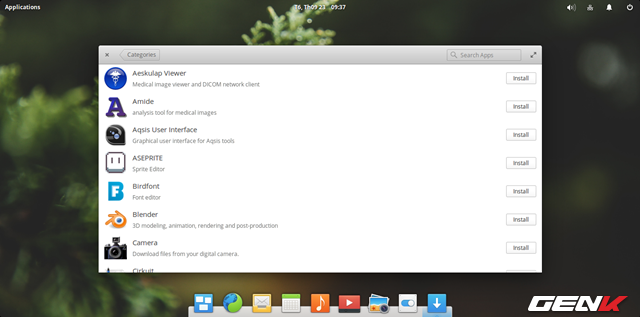 Applications
T6, Th09 23 09:37
Categories
Search Apps
Aeskulap Viewer
Medical image viewer and DICOM network client
Install
Amide
analysis tool for medical images
Install
Aqsis User Interface
Graphical user interface for Aqsis tools
Install
ASEPRITE
Sprite Editor
Install
Birdfont
Font editor
Install
Blender
3D modeling, animation, rendering and post-production
Install
Camera
Download files from your digital camera.
Install
Cirkuit
GENK